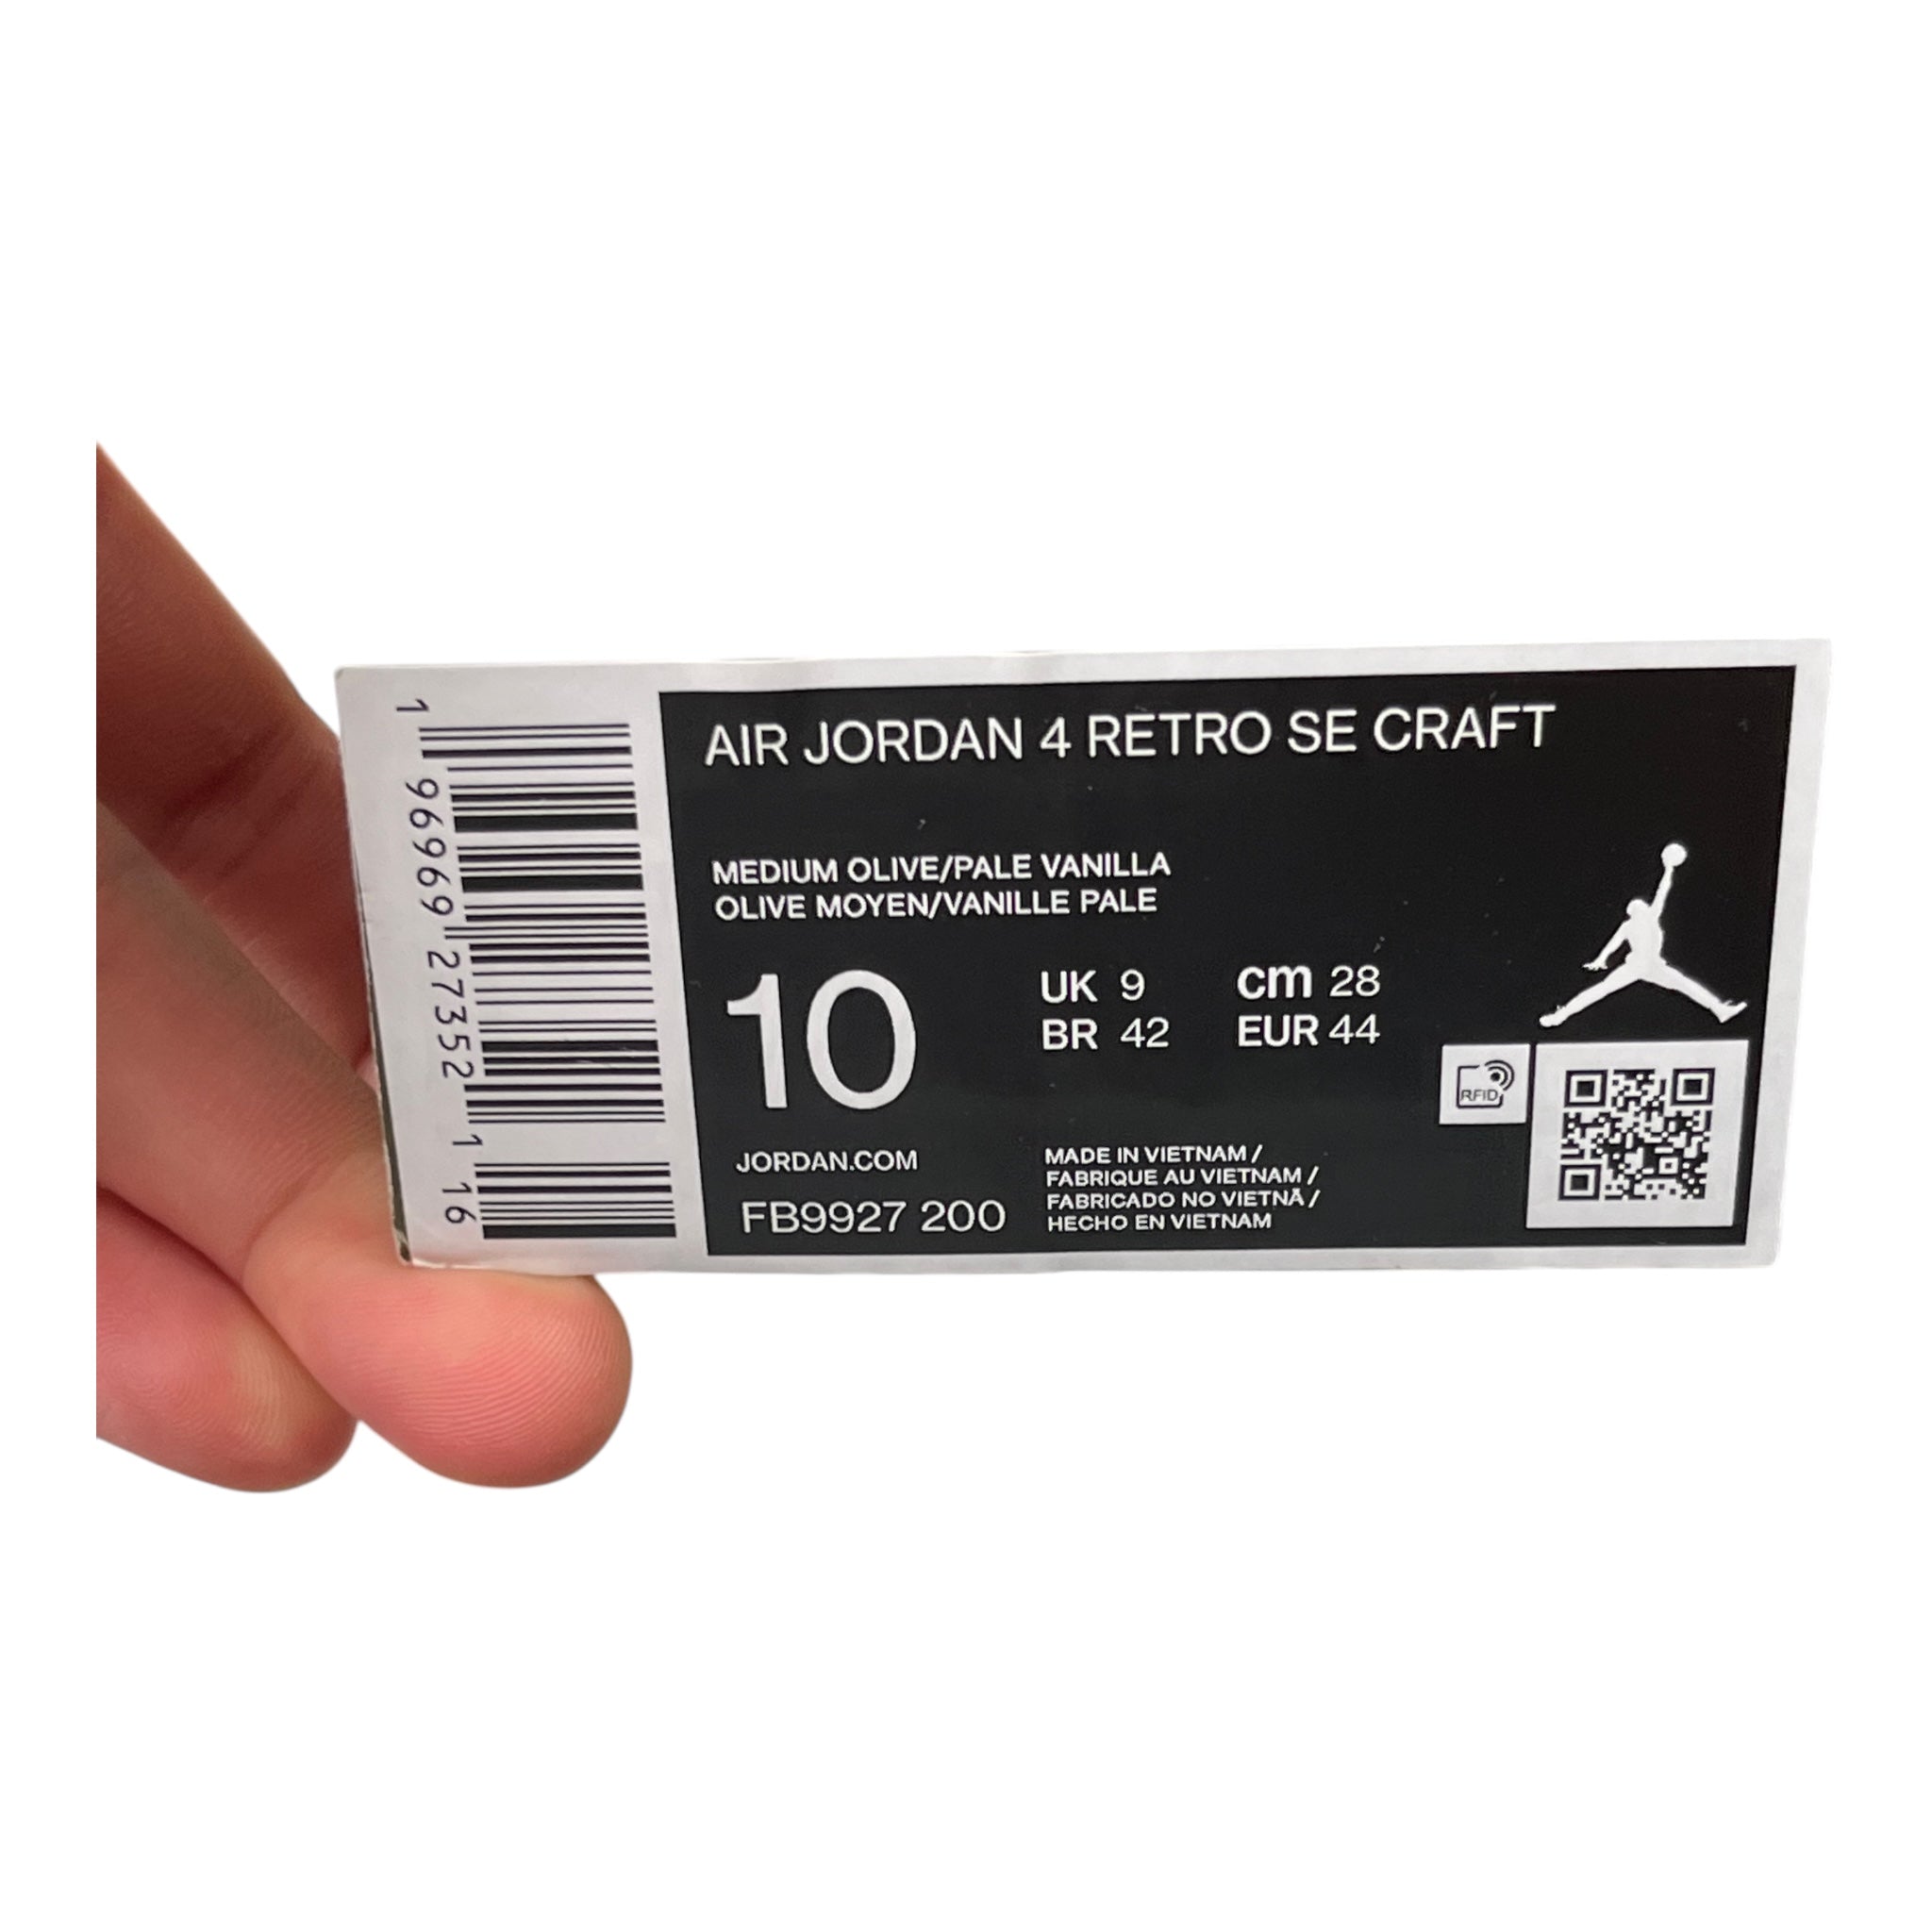 AIR JORDAN 4 RETRO SE CRAFT
MEDIUM OLIVE/PALE VANILLA
OLIVE MOYEN/VANILLE PALE
10
UK 9
cm 28
BR 42
EUR 44
RFID
JORDAN.COM
FB9927 200
MADE IN VIETNAM /
FABRIQUE AU VIETNAM /
FABRICADO NO VIETNÃ /
HECHO EN VIETNAM
1 96969 27352 1 16